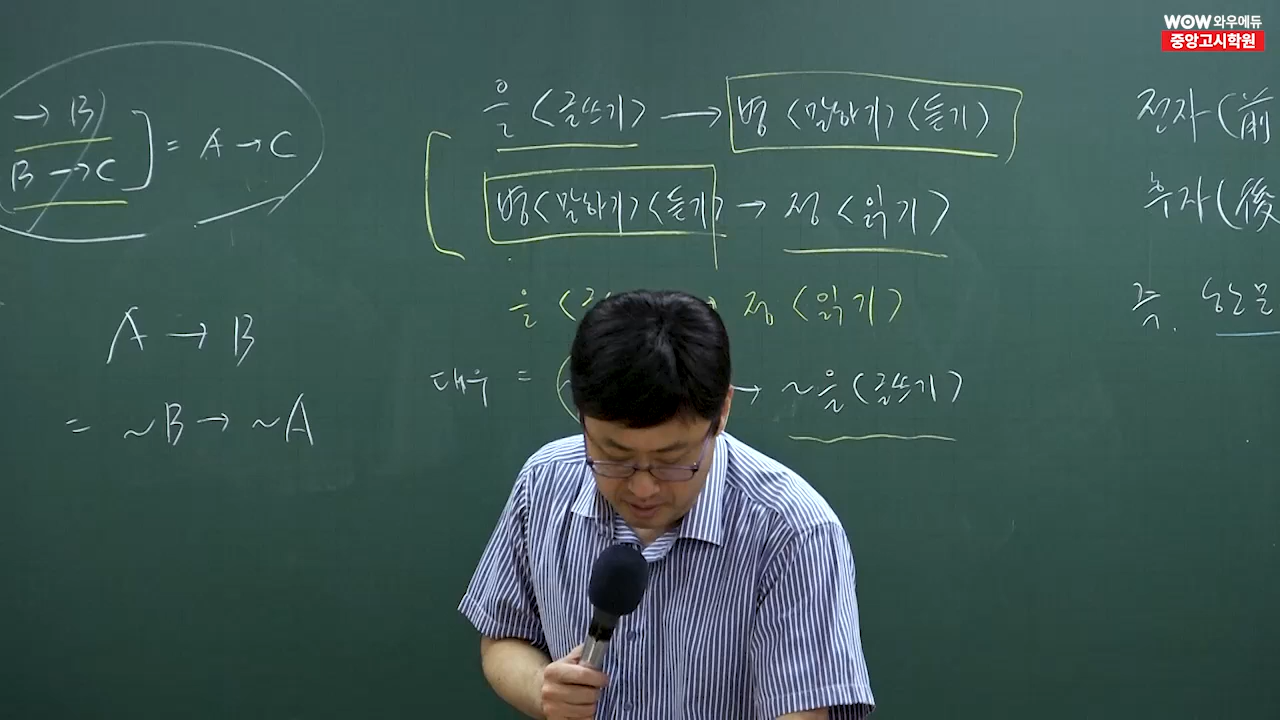 WOW 와우에듀
중앙고시학원
→ B
B → C
] = A → C
A → B
= ~B → ~A
을 <글쓰기> → 병 <말하기> <듣기>
병 <말하기> <듣기> → 정 <읽기>
을 < → 정 <읽기>
대우 = → ~을 (글쓰기)
전자 (前
후자 (後